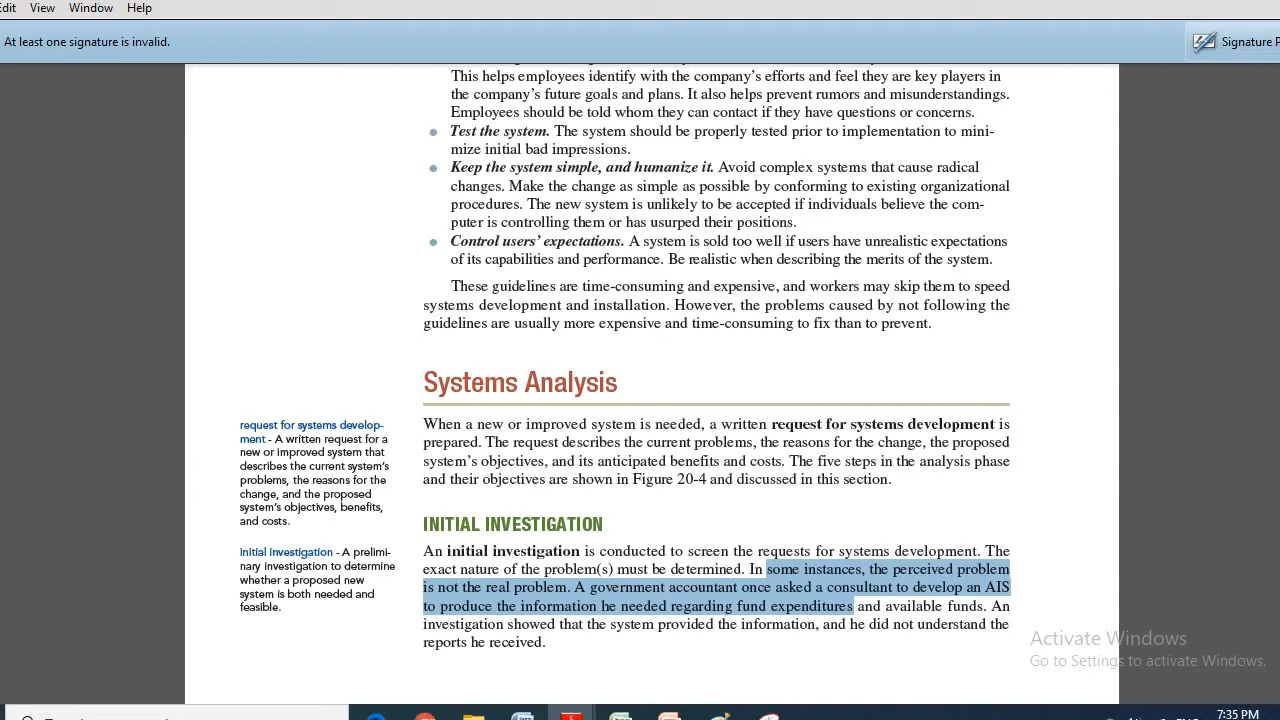 Edit View Window Help
At least one signature is invalid.
Signature P
This helps employees identify with the company's efforts and feel they are key players in
the company's future goals and plans. It also helps prevent rumors and misunderstandings.
Employees should be told whom they can contact if they have questions or concerns.
● Test the system. The system should be properly tested prior to implementation to mini-
mize initial bad impressions.
● Keep the system simple, and humanize it. Avoid complex systems that cause radical
changes. Make the change as simple as possible by conforming to existing organizational
procedures. The new system is unlikely to be accepted if individuals believe the com-
puter is controlling them or has usurped their positions.
● Control users' expectations. A system is sold too well if users have unrealistic expectations
of its capabilities and performance. Be realistic when describing the merits of the system.
These guidelines are time-consuming and expensive, and workers may skip them to speed
systems development and installation. However, the problems caused by not following the
guidelines are usually more expensive and time-consuming to fix than to prevent.
Systems Analysis
When a new or improved system is needed, a written request for systems development is
prepared. The request describes the current problems, the reasons for the change, the proposed
system's objectives, and its anticipated benefits and costs. The five steps in the analysis phase
and their objectives are shown in Figure 20-4 and discussed in this section.
request for systems develop-
ment - A written request for a
new or improved system that
describes the current system's
problems, the reasons for the
change, and the proposed
system's objectives, benefits,
and costs.
INITIAL INVESTIGATION
An initial investigation is conducted to screen the requests for systems development. The
exact nature of the problem(s) must be determined. In some instances, the perceived problem
is not the real problem. A government accountant once asked a consultant to develop an AIS
to produce the information he needed regarding fund expenditures and available funds. An
investigation showed that the system provided the information, and he did not understand the
reports he received.
initial investigation - A prelimi-
nary investigation to determine
whether a proposed new
system is both needed and
feasible.
Activate Windows
Go to Settings to activate Windows.
7:35 PM